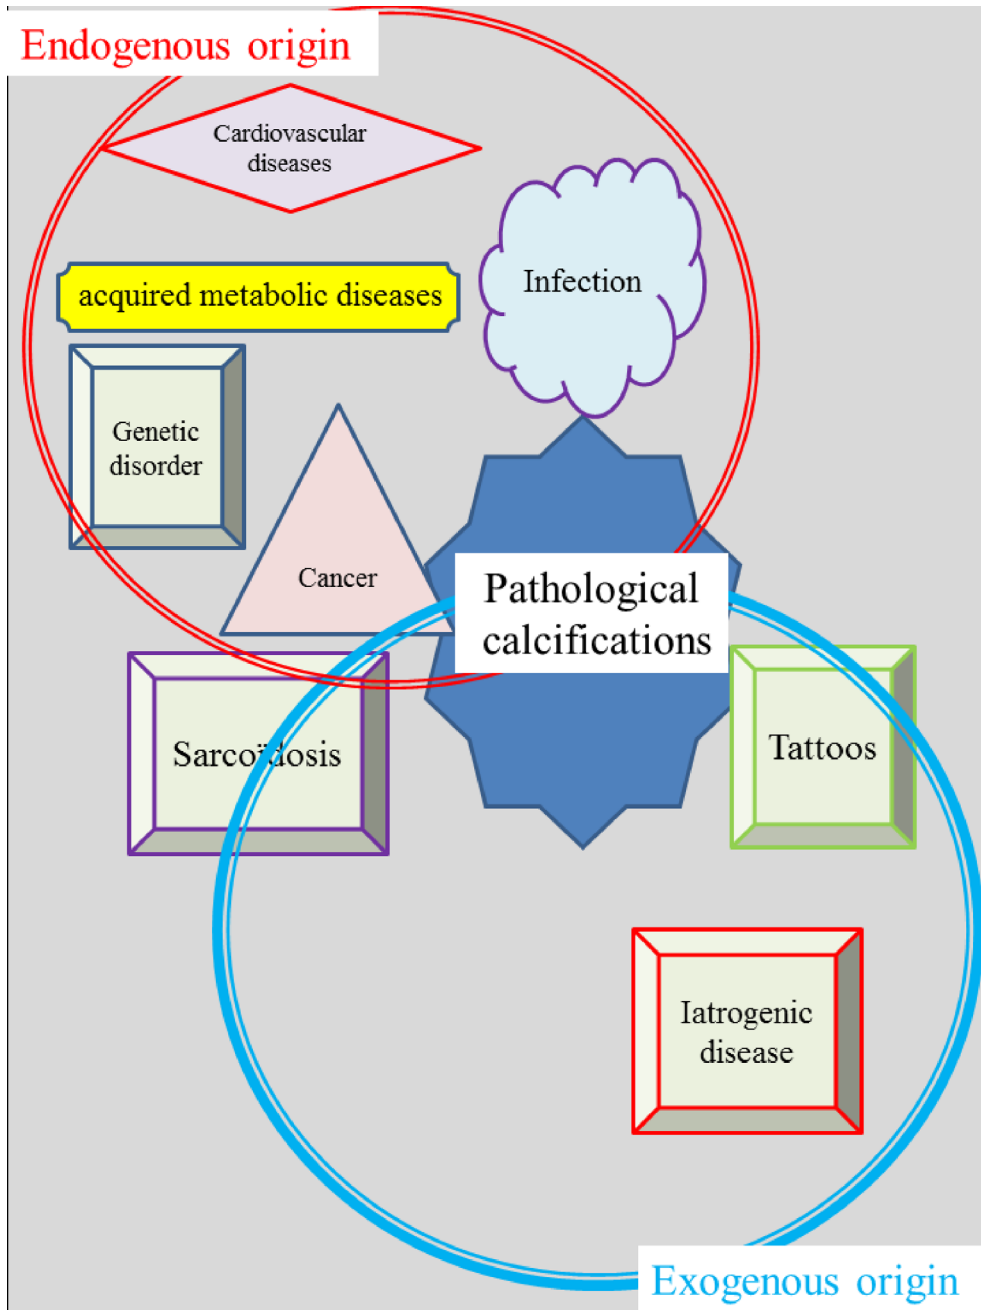 Endogenous origin
Cardiovascular
diseases
Infection
acquired metabolic diseases
Genetic
disorder
Cancer
Pathological
calcifications
Sarcoïdosis
Tattoos
Iatrogenic
disease
Exogenous origin